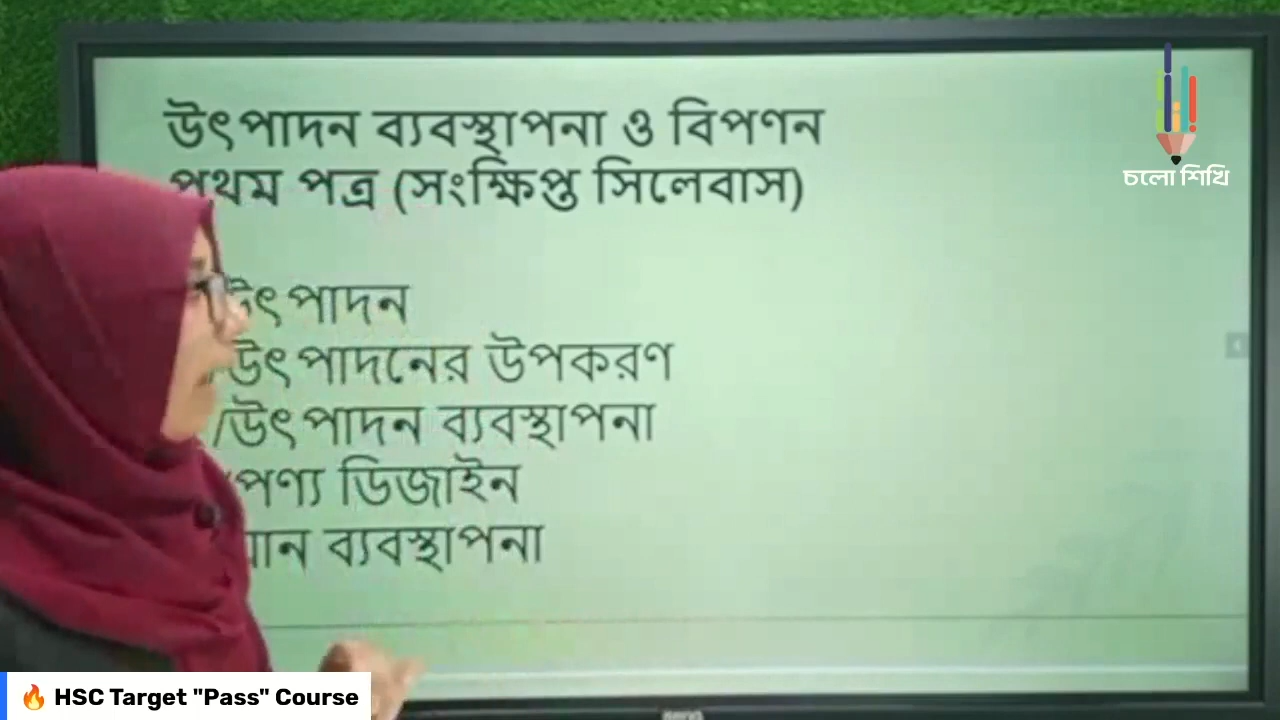 উৎপাদন ব্যবস্থাপনা ও বিপণন
প্রথম পত্র (সংক্ষিপ্ত সিলেবাস)
চলো শিখি
উৎপাদন
উৎপাদনের উপকরণ
/উৎপাদন ব্যবস্থাপনা
পণ্য ডিজাইন
মান ব্যবস্থাপনা
🔥 HSC Target "Pass" Course